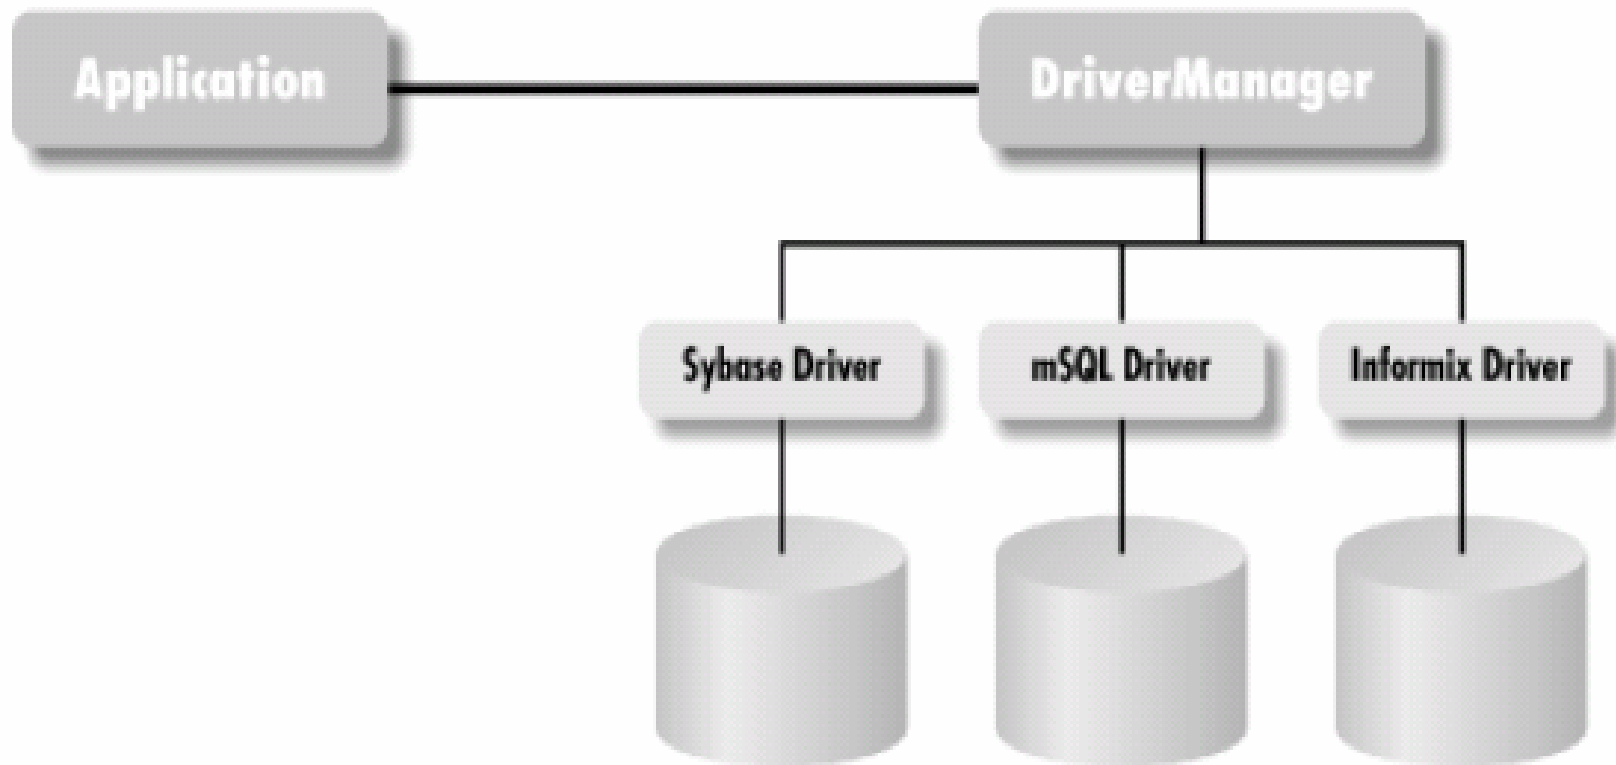 Application
DriverManager
Sybase Driver
mSQL Driver
Informix Driver